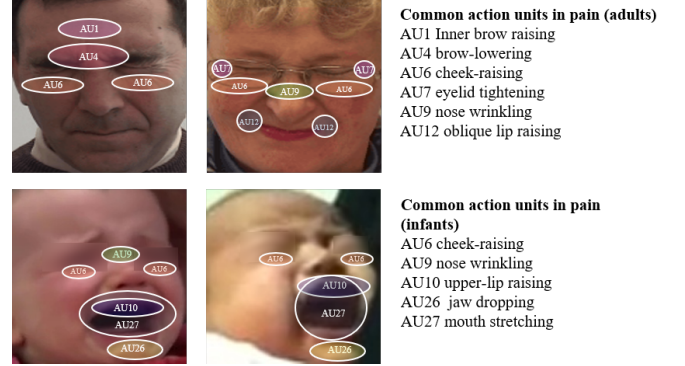 Common action units in pain (adults)
AU1 Inner brow raising
AU4 brow-lowering
AU6 cheek-raising
AU7 eyelid tightening
AU9 nose wrinkling
AU12 oblique lip raising
AU1
AU4
AU6 AU6
AU7 AU7
AU6 AU9 AU6
AU12 AU12
Common action units in pain
(infants)
AU6 cheek-raising
AU9 nose wrinkling
AU10 upper-lip raising
AU26 jaw dropping
AU27 mouth stretching
AU9
AU6 AU6
AU10
AU27
AU26
AU6 AU6
AU10
AU27
AU26